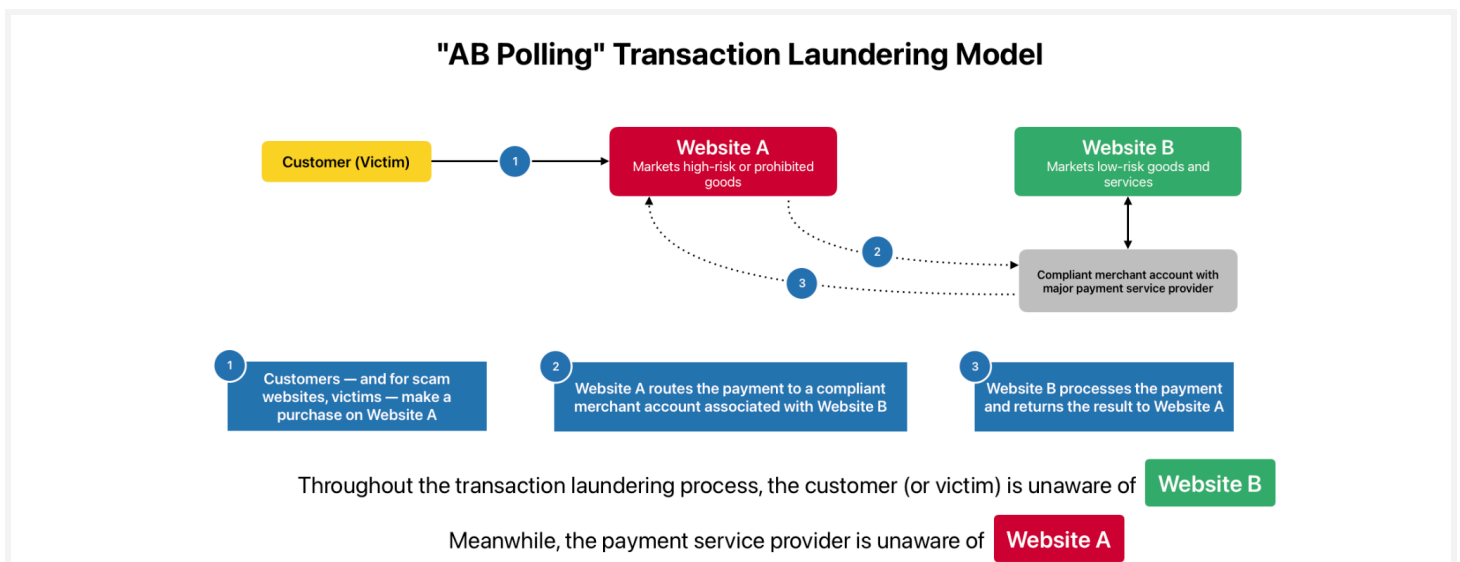 "AB Polling" Transaction Laundering Model
Customer (Victim)
1
Website A
Markets high-risk or prohibited
goods
Website B
Markets low-risk goods and
services
2
3
Compliant merchant account with
major payment service provider
1
Customers — and for scam
websites, victims — make a
purchase on Website A
2
Website A routes the payment to a compliant
merchant account associated with Website B
3
Website B processes the payment
and returns the result to Website A
Throughout the transaction laundering process, the customer (or victim) is unaware of Website B
Meanwhile, the payment service provider is unaware of Website A